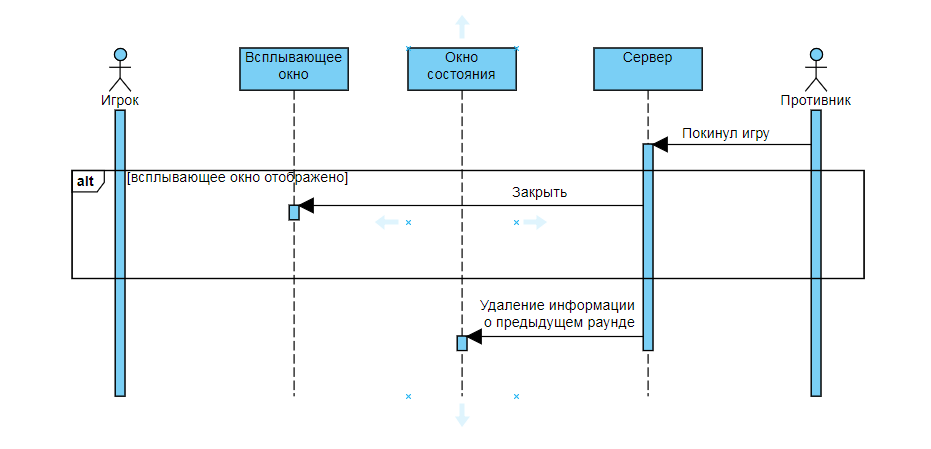 Всплывающее
окно
Окно
состояния
Сервер
Игрок
Противник
Покинул игру
alt
[всплывающее окно отображено]
Закрыть
Удаление информации
о предыдущем раунде